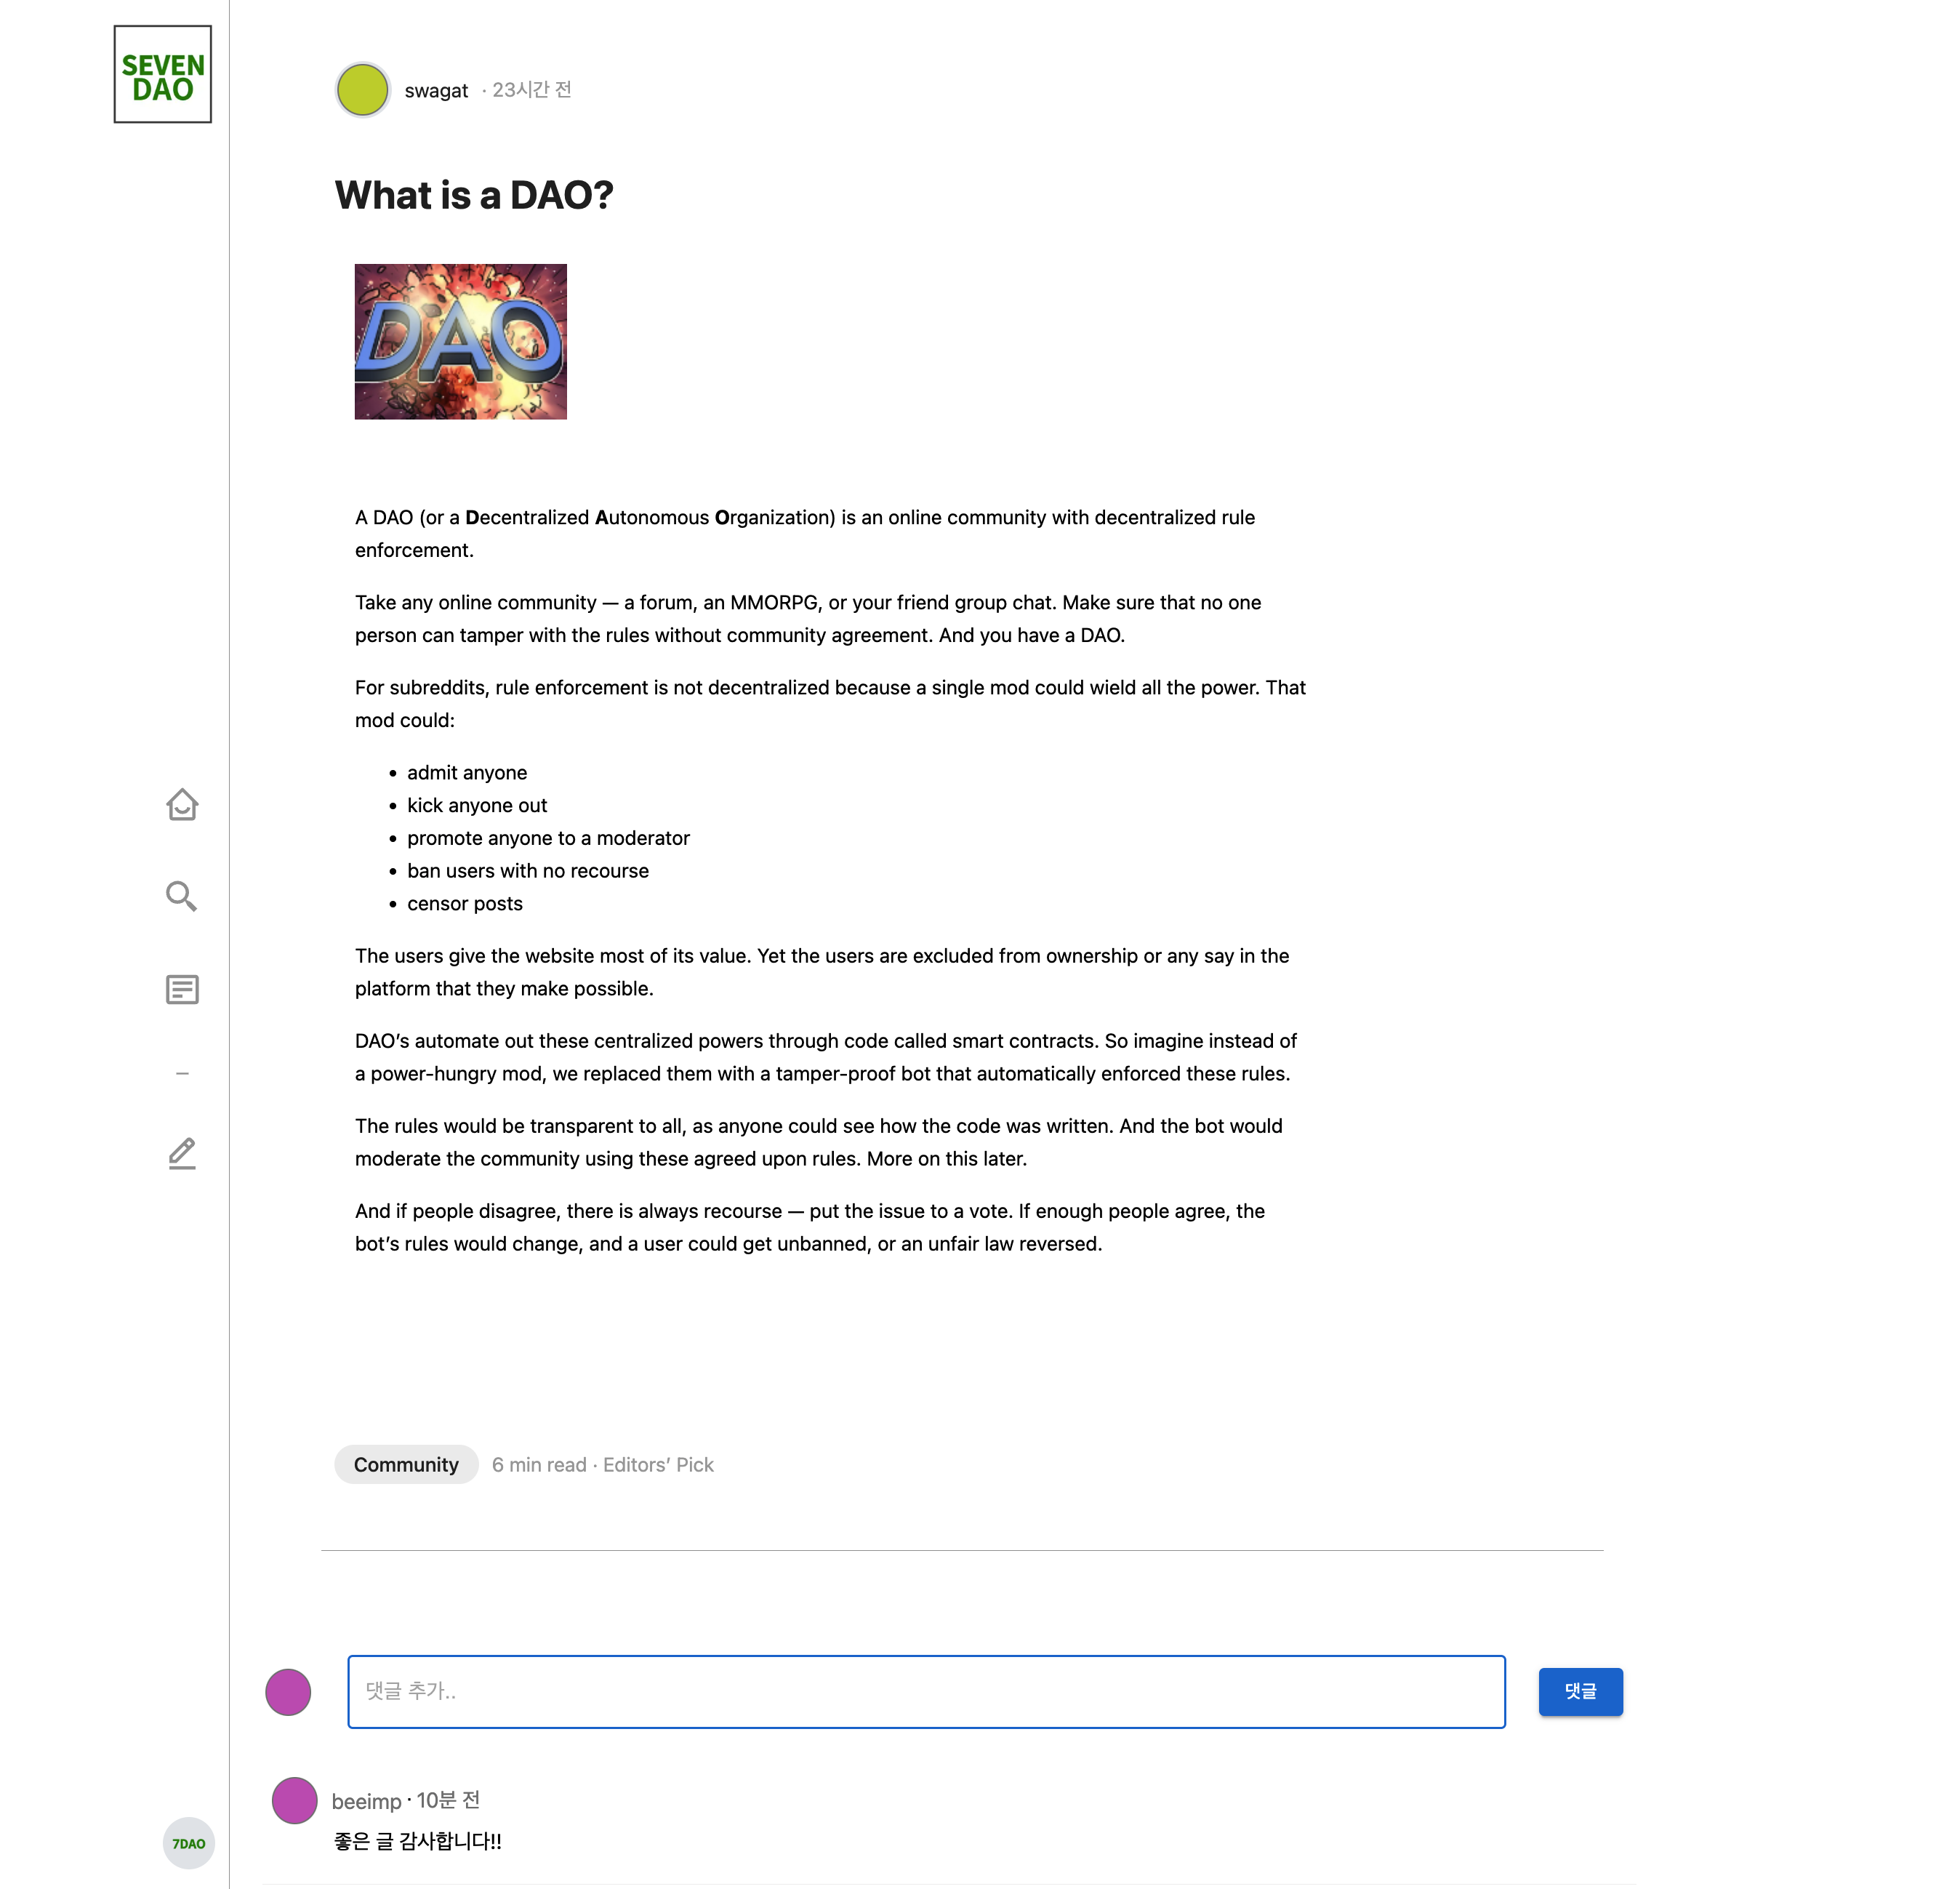 SEVEN
DAO
swagat · 23시간 전
What is a DAO?
DAO
A DAO (or a Decentralized Autonomous Organization) is an online community with decentralized rule
enforcement.
Take any online community — a forum, an MMORPG, or your friend group chat. Make sure that no one
person can tamper with the rules without community agreement. And you have a DAO.
For subreddits, rule enforcement is not decentralized because a single mod could wield all the power. That
mod could:
• admit anyone
• kick anyone out
• promote anyone to a moderator
• ban users with no recourse
• censor posts
The users give the website most of its value. Yet the users are excluded from ownership or any say in the
platform that they make possible.
DAO’s automate out these centralized powers through code called smart contracts. So imagine instead of
a power-hungry mod, we replaced them with a tamper-proof bot that automatically enforced these rules.
The rules would be transparent to all, as anyone could see how the code was written. And the bot would
moderate the community using these agreed upon rules. More on this later.
And if people disagree, there is always recourse — put the issue to a vote. If enough people agree, the
bot’s rules would change, and a user could get unbanned, or an unfair law reversed.
Community 6 min read · Editors’ Pick
댓글 추가..
댓글
beeimp · 10분 전
좋은 글 감사합니다!!
7DAO